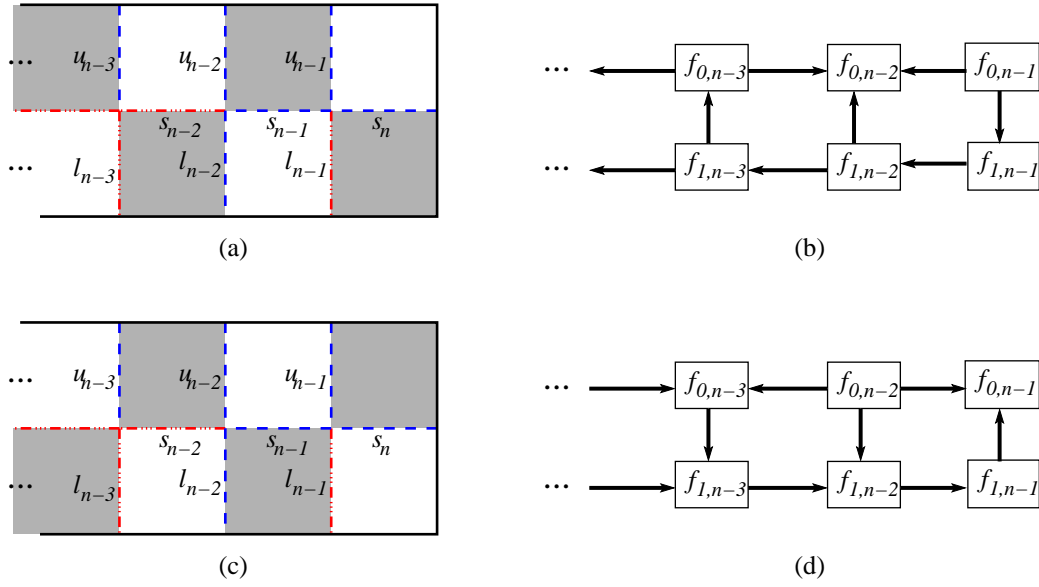 ... u_{n−3} u_{n−2} u_{n−1}
s_{n−2} s_{n−1} s_n
... l_{n−3} l_{n−2} l_{n−1}
(a)
... f_{0,n−3} f_{0,n−2} f_{0,n−1}
... f_{1,n−3} f_{1,n−2} f_{1,n−1}
(b)
... u_{n−3} u_{n−2} u_{n−1}
s_{n−2} s_{n−1} s_n
... l_{n−3} l_{n−2} l_{n−1}
(c)
... f_{0,n−3} f_{0,n−2} f_{0,n−1}
... f_{1,n−3} f_{1,n−2} f_{1,n−1}
(d)